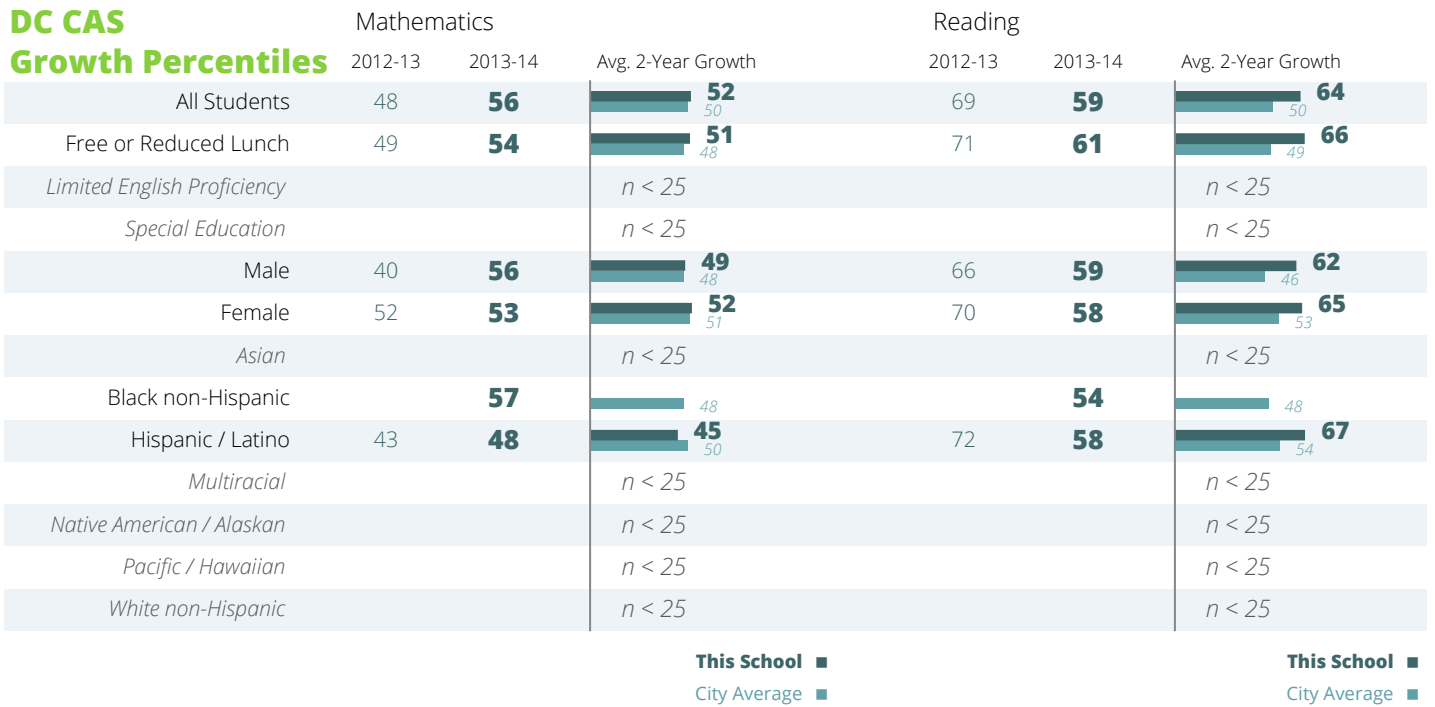 DC CAS
Growth Percentiles
Mathematics Reading
2012-13 2013-14 Avg. 2-Year Growth 2012-13 2013-14 Avg. 2-Year Growth
All Students 48 56 52 50 69 59 64 50
Free or Reduced Lunch 49 54 51 48 71 61 66 49
Limited English Proficiency n < 25 n < 25
Special Education n < 25 n < 25
Male 40 56 49 48 66 59 62 46
Female 52 53 52 51 70 58 65 53
Asian n < 25 n < 25
Black non-Hispanic 57 48 54 48
Hispanic / Latino 43 48 45 50 72 58 67 54
Multiracial n < 25 n < 25
Native American / Alaskan n < 25 n < 25
Pacific / Hawaiian n < 25 n < 25
White non-Hispanic n < 25 n < 25
This School This School
City Average City Average